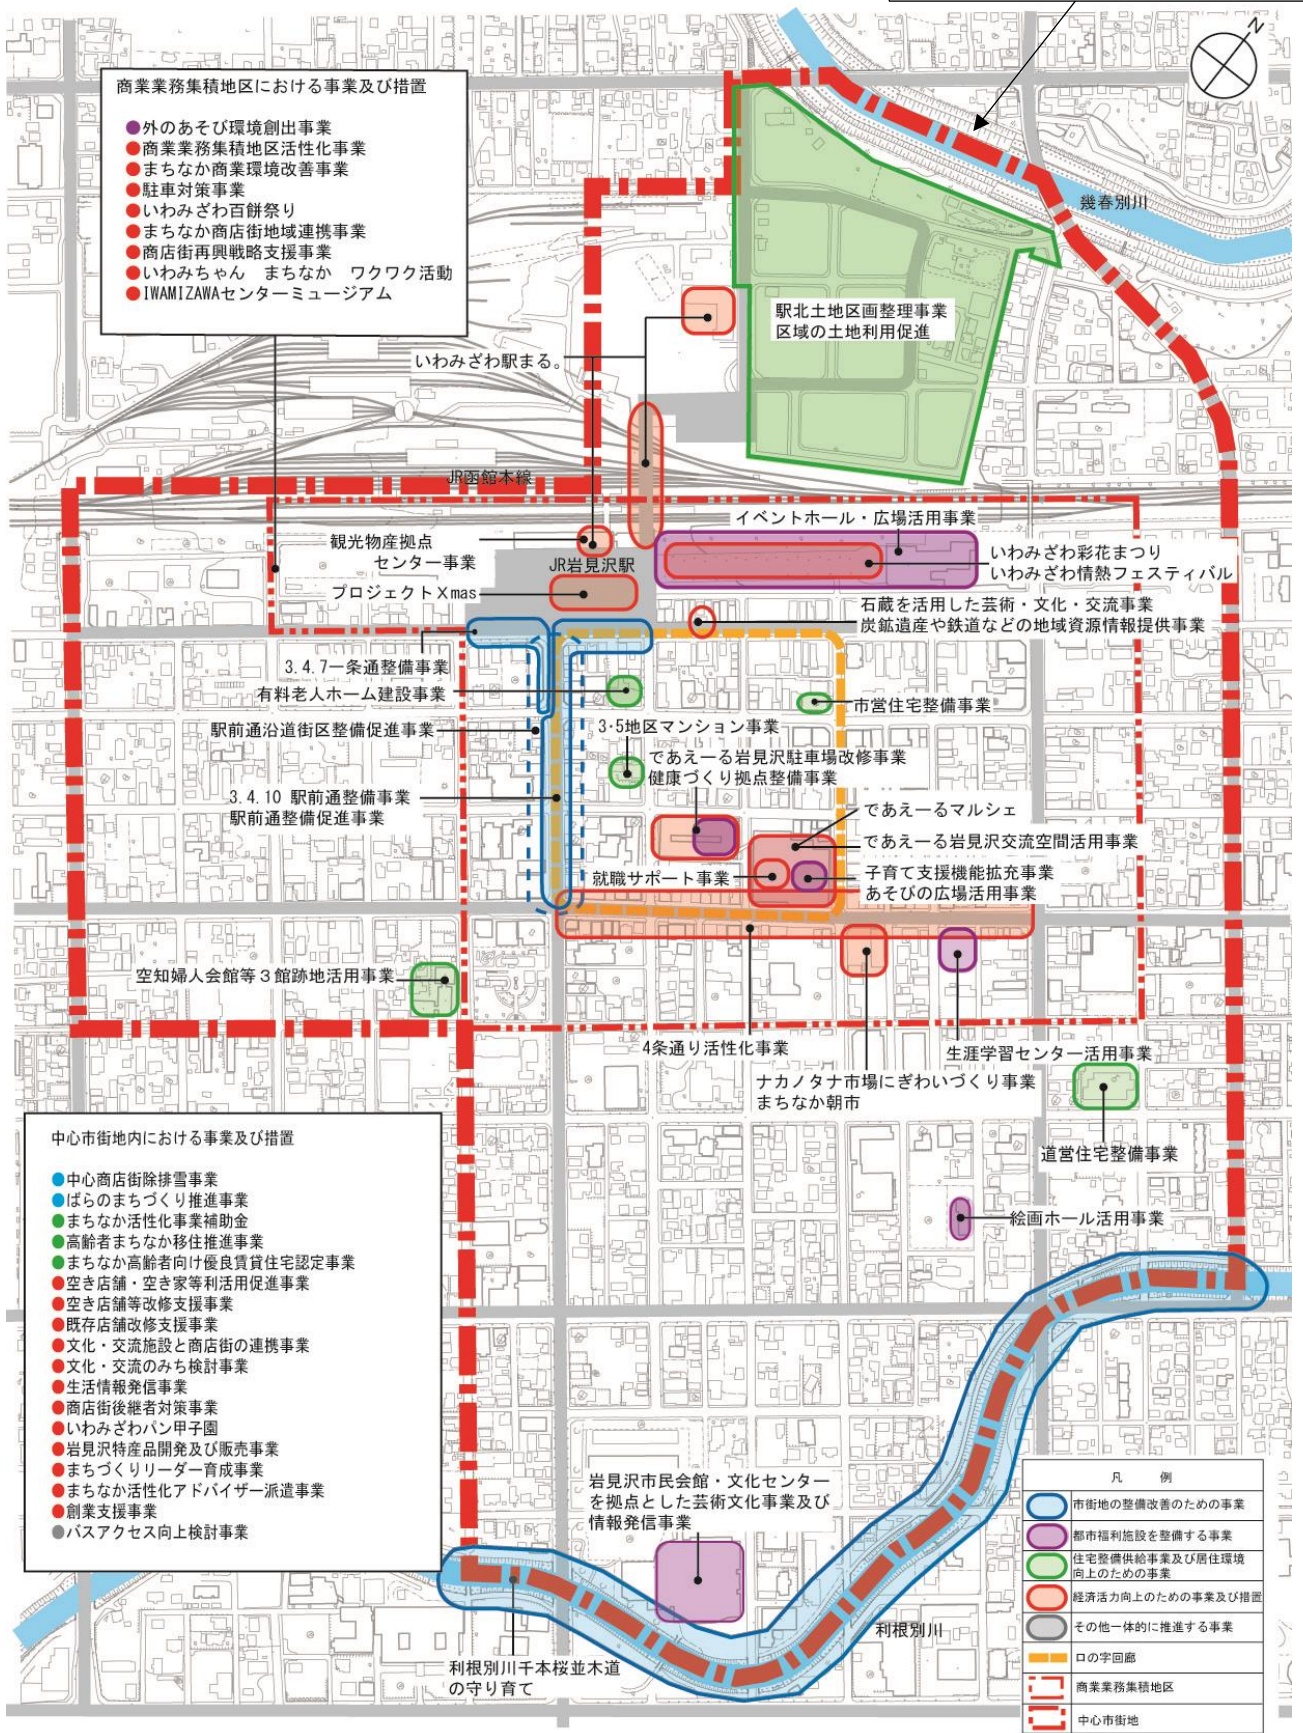 N
商業業務集積地区における事業及び措置
●外のあそび環境創出事業
●商業業務集積地区活性化事業
●まちなか商業環境改善事業
●駐車対策事業
●いわみざわ百餅祭り
●まちなか商店街地域連携事業
●商店街再興戦略支援事業
●いわみちゃん まちなか ワクワク活動
●IWAMIZAWAセンターミュージアム
幾春別川
駅北土地区画整理事業
区域の土地利用促進
いわみざわ駅まる。
JR函館本線
イベントホール・広場活用事業
観光物産拠点
センター事業
いわみざわ彩花まつり
いわみざわ情熱フェスティバル
JR岩見沢駅
プロジェクトXmas
石蔵を活用した芸術・文化・交流事業
炭鉱遺産や鉄道などの地域資源情報提供事業
3.4.7一条通整備事業
有料老人ホーム建設事業
市営住宅整備事業
駅前通沿道街区整備促進事業
3・5地区マンション事業
であえーる岩見沢駐車場改修事業
健康づくり拠点整備事業
3.4.10 駅前通整備事業
駅前通整備促進事業
であえーるマルシェ
であえーる岩見沢交流空間活用事業
就職サポート事業
子育て支援機能拡充事業
あそびの広場活用事業
空知婦人会館等3館跡地活用事業
4条通り活性化事業
生涯学習センター活用事業
ナカノタナ市場にぎわいづくり事業
まちなか朝市
道営住宅整備事業
絵画ホール活用事業
中心市街地内における事業及び措置
●中心商店街除排雪事業
●ばらのまちづくり推進事業
●まちなか活性化事業補助金
●高齢者まちなか移住推進事業
●まちなか高齢者向け優良賃貸住宅認定事業
●空き店舗・空き家等利活用促進事業
●空き店舗等改修支援事業
●既存店舗改修支援事業
●文化・交流施設と商店街の連携事業
●文化・交流のみち検討事業
●生活情報発信事業
●商店街後継者対策事業
●いわみざわパン甲子園
●岩見沢特産品開発及び販売事業
●まちづくりリーダー育成事業
●まちなか活性化アドバイザー派遣事業
●創業支援事業
●バスアクセス向上検討事業
岩見沢市民会館・文化センター
を拠点とした芸術文化事業及び
情報発信事業
利根別川
利根別川千本桜並木道
の守り育て
凡 例
市街地の整備改善のための事業
都市福利施設を整備する事業
住宅整備供給事業及び居住環境
向上のための事業
経済活力向上のための事業及び措置
その他一体的に推進する事業
ロの字回廊
商業業務集積地区
中心市街地